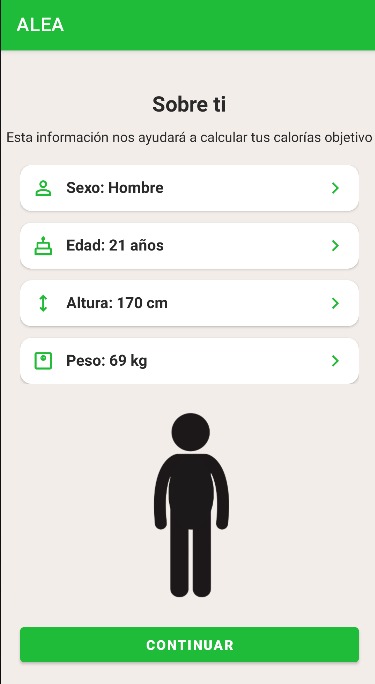 ALEA
Sobre ti
Esta información nos ayudará a calcular tus calorías objetivo
Sexo: Hombre
Edad: 21 años
Altura: 170 cm
Peso: 69 kg
CONTINUAR